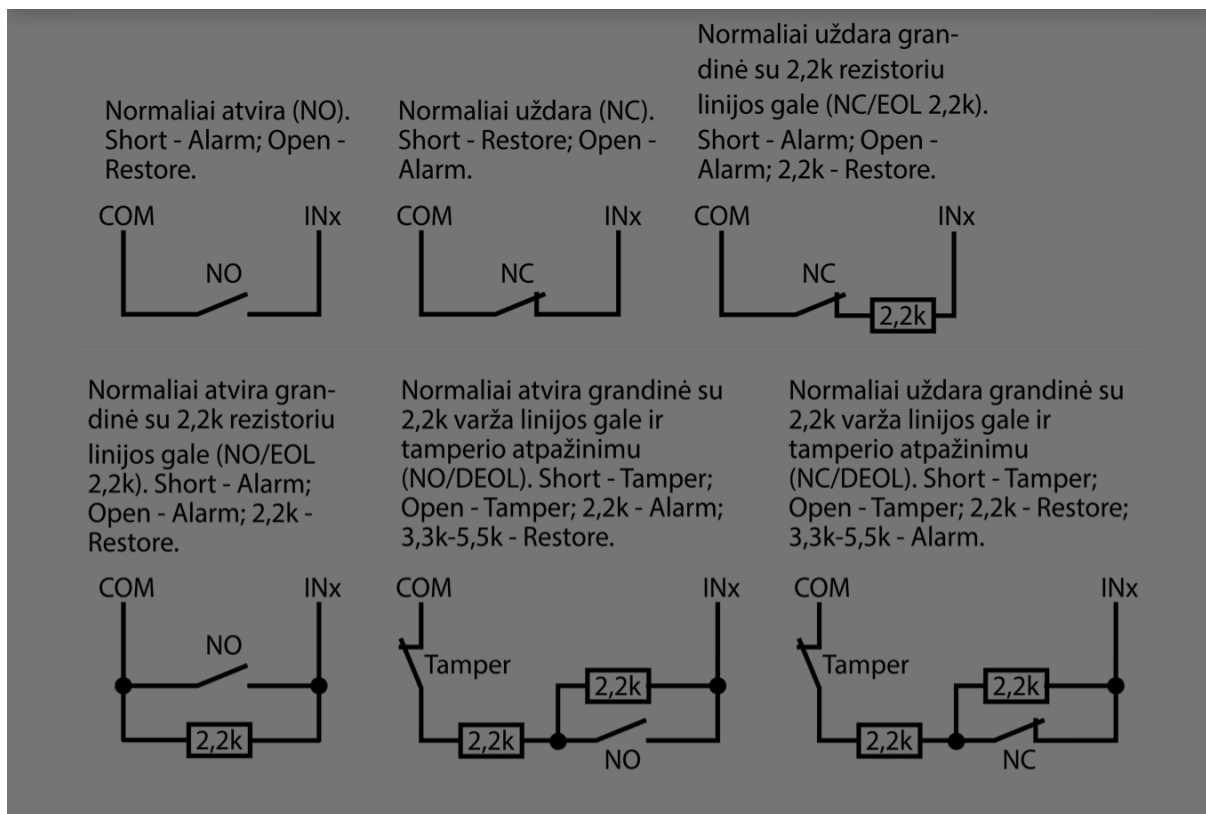 Normaliai atvira (NO).
Short - Alarm; Open -
Restore.
COM
INx
NO
Normaliai uždara (NC).
Short - Restore; Open -
Alarm.
COM
INx
NC
Normaliai uždara gran-
dinė su 2,2k rezistoriu
linijos gale (NC/EOL 2,2k).
Short - Alarm; Open -
Alarm; 2,2k - Restore.
COM
INx
NC
2,2k
Normaliai atvira gran-
dinė su 2,2k rezistoriu
linijos gale (NO/EOL
2,2k). Short - Alarm;
Open - Alarm; 2,2k -
Restore.
COM
INx
NO
2,2k
Normaliai atvira grandinė su
2,2k varža linijos gale ir
tamperio atpažinimu
(NO/DEOL). Short - Tamper;
Open - Tamper; 2,2k - Alarm;
3,3k-5,5k - Restore.
COM
INx
Tamper
2,2k
2,2k
NO
Normaliai uždara grandinė su
2,2k varža linijos gale ir
tamperio atpažinimu
(NC/DEOL). Short - Tamper;
Open - Tamper; 2,2k - Restore;
3,3k-5,5k - Alarm.
COM
INx
Tamper
2,2k
2,2k
NC